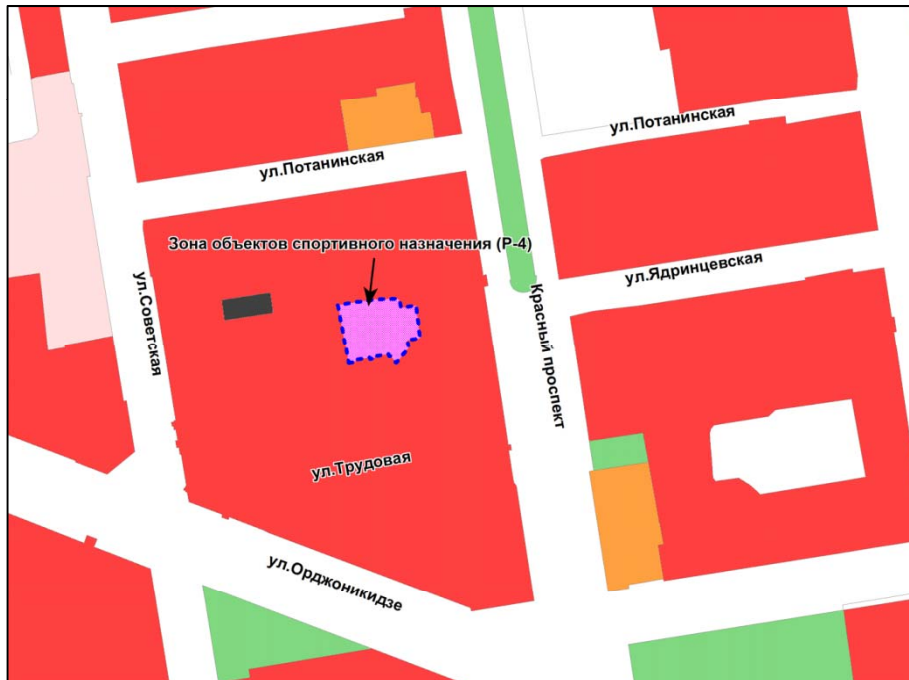 ул.Потанинская
ул.Потанинская
Зона объектов спортивного назначения (Р-4)
ул.Советская
ул.Ядринцевская
Красный проспект
ул.Трудовая
ул.Орджоникидзе